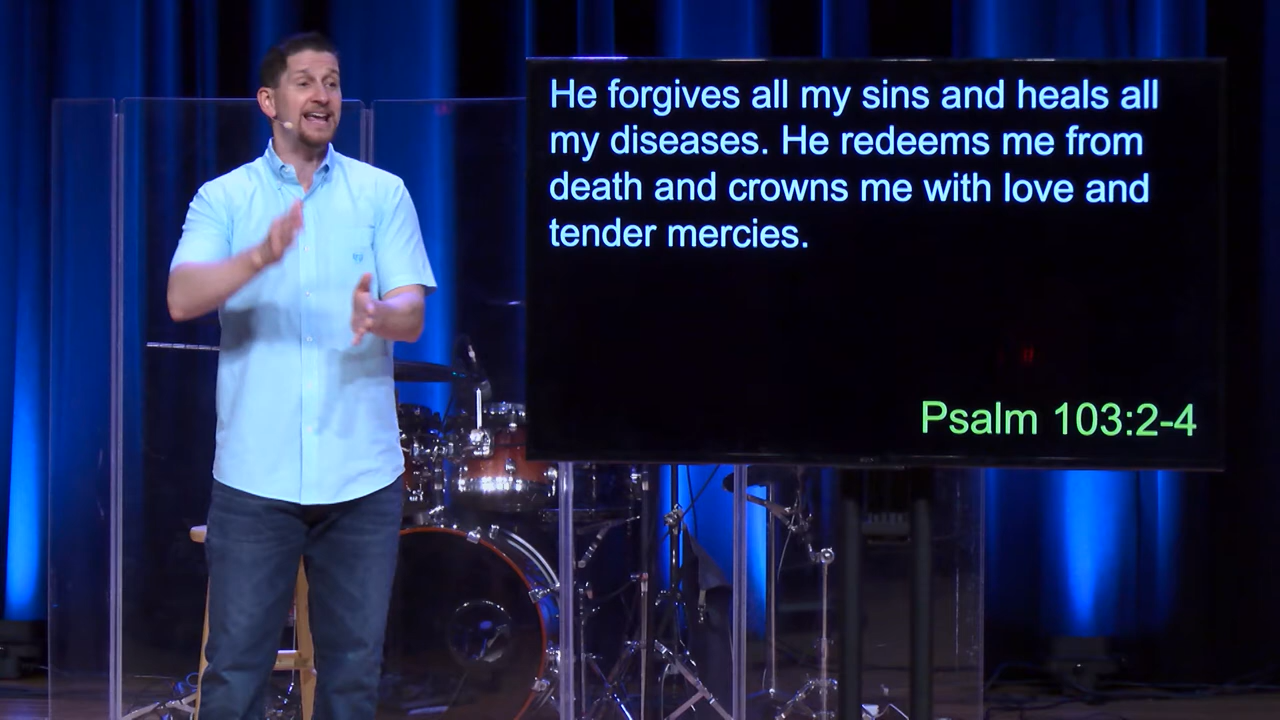 He forgives all my sins and heals all
my diseases. He redeems me from
death and crowns me with love and
tender mercies.
Psalm 103:2-4